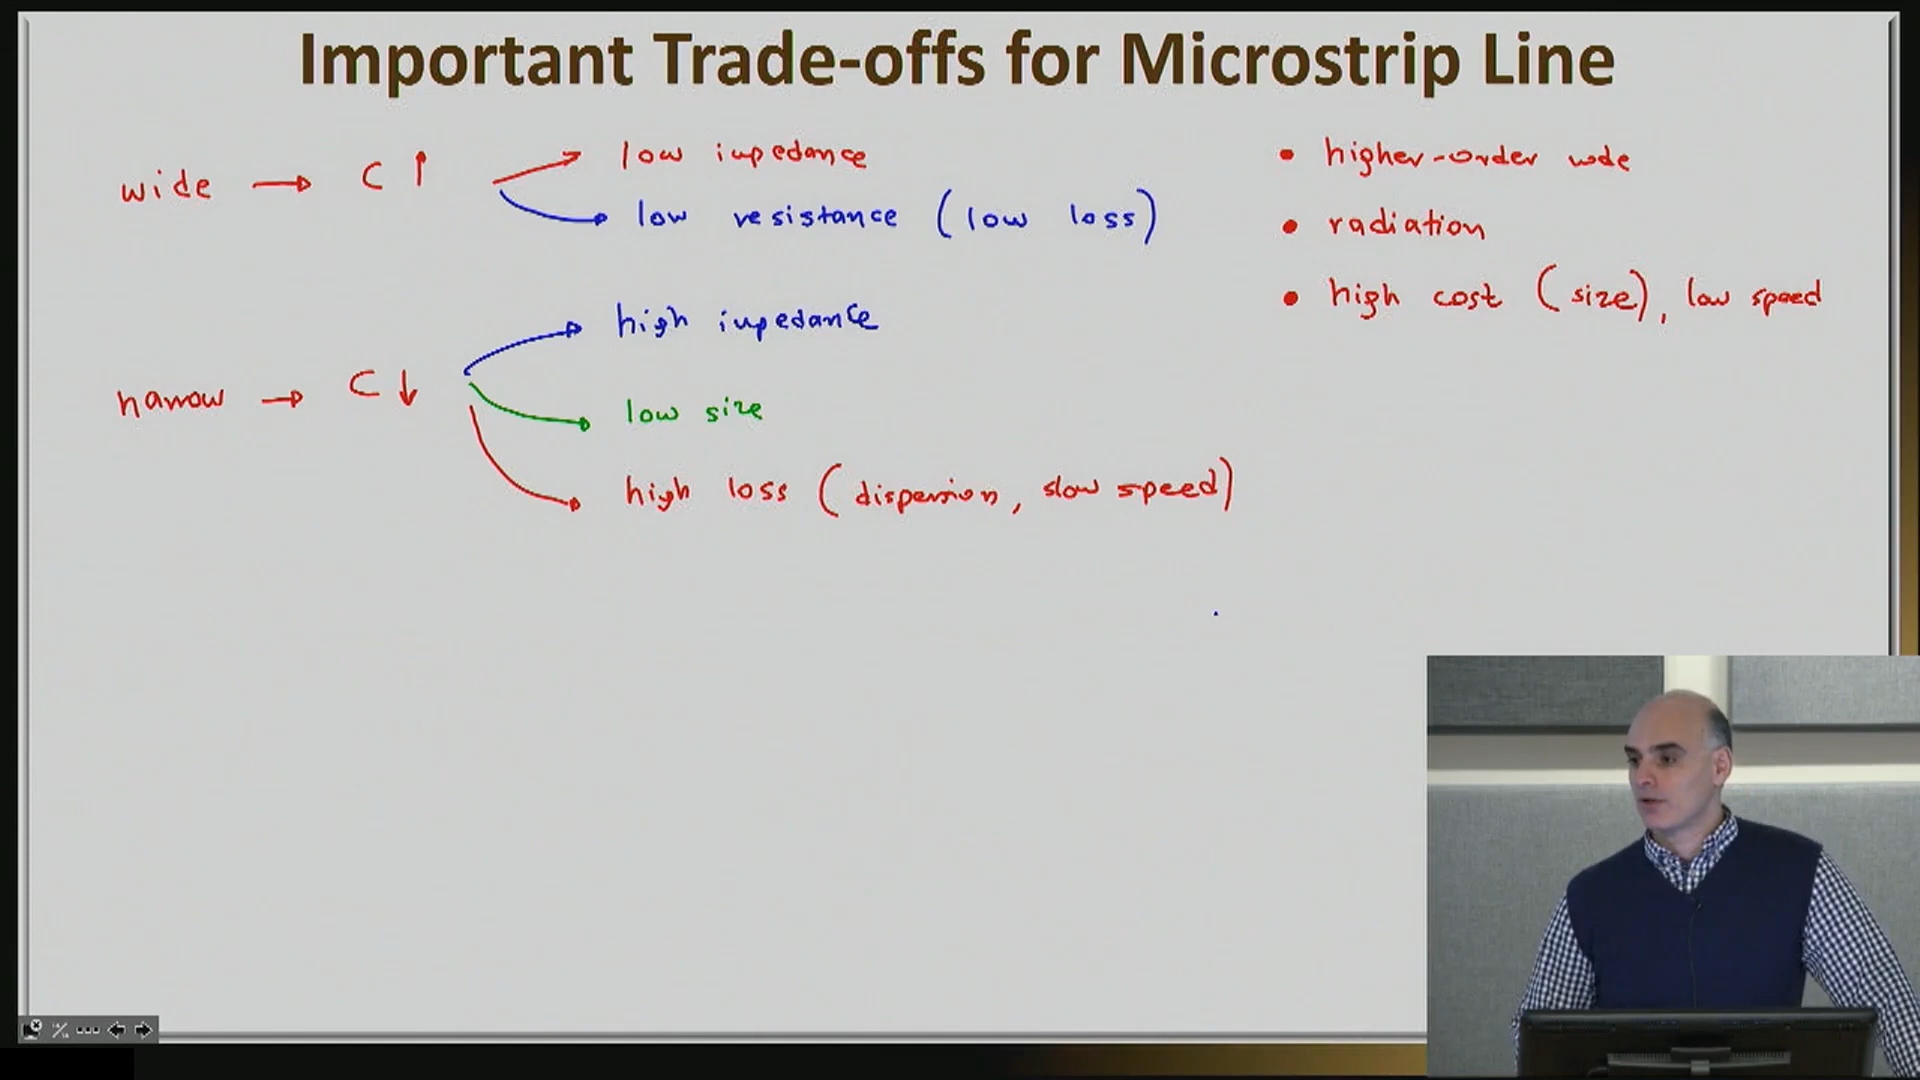 Important Trade-offs for Microstrip Line
wide → C ↑
low impedance
low resistance (low loss)
• higher-order mode
• radiation
• high cost (size), low speed
narrow → C ↓
high impedance
low size
high loss (dispersion, slow speed)